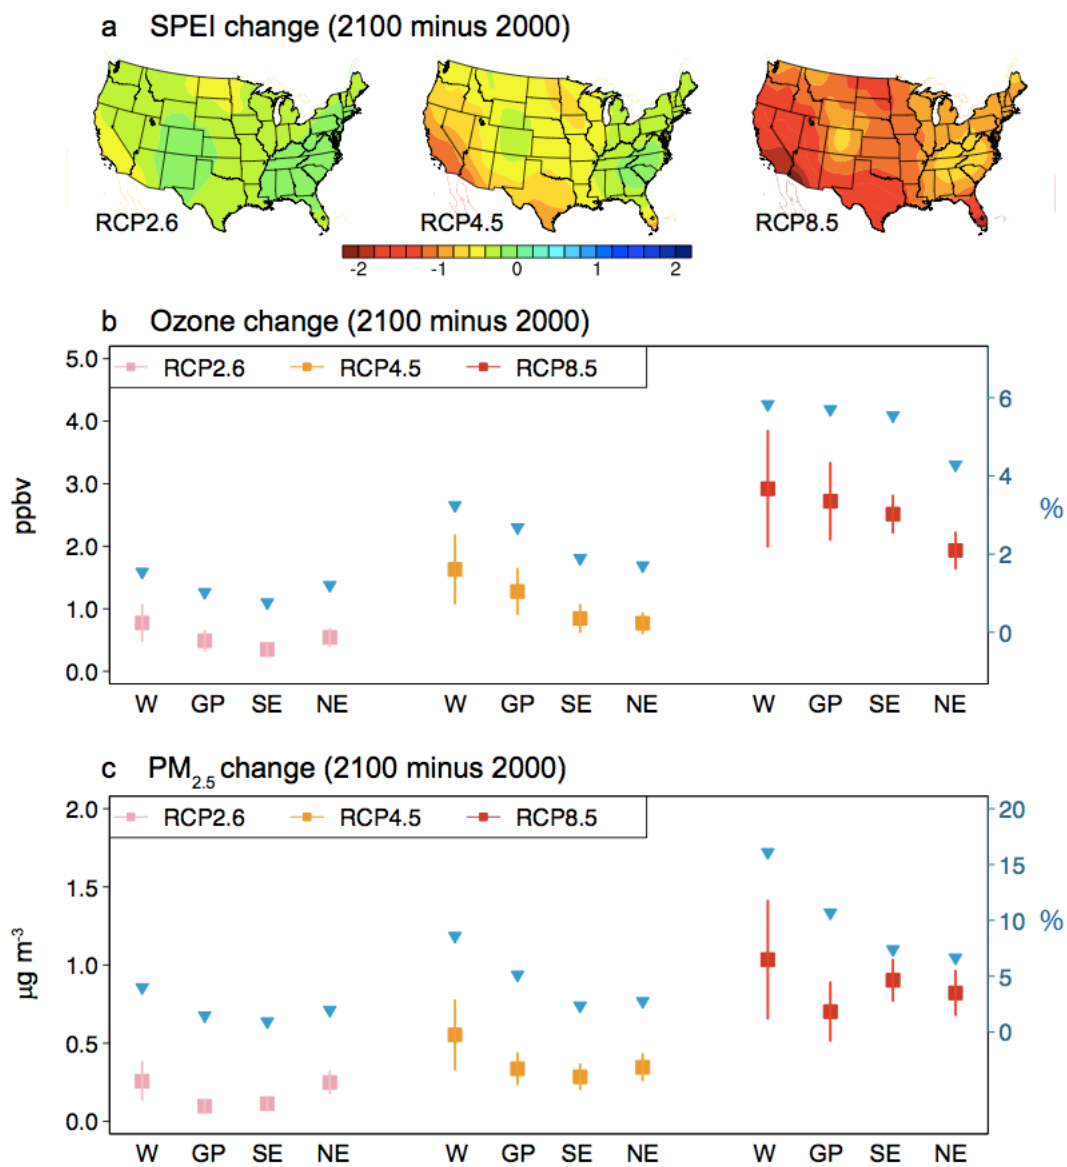 a SPEI change (2100 minus 2000)
RCP2.6 RCP4.5 RCP8.5
-2 -1 0 1 2
b Ozone change (2100 minus 2000)
RCP2.6 RCP4.5 RCP8.5
5.0
4.0
3.0
2.0
1.0
0.0
ppbv
6
4
2
0
%
W GP SE NE W GP SE NE W GP SE NE
c PM2.5 change (2100 minus 2000)
RCP2.6 RCP4.5 RCP8.5
2.0
1.5
1.0
0.5
0.0
µg m-3
20
15
10
5
0
%
W GP SE NE W GP SE NE W GP SE NE